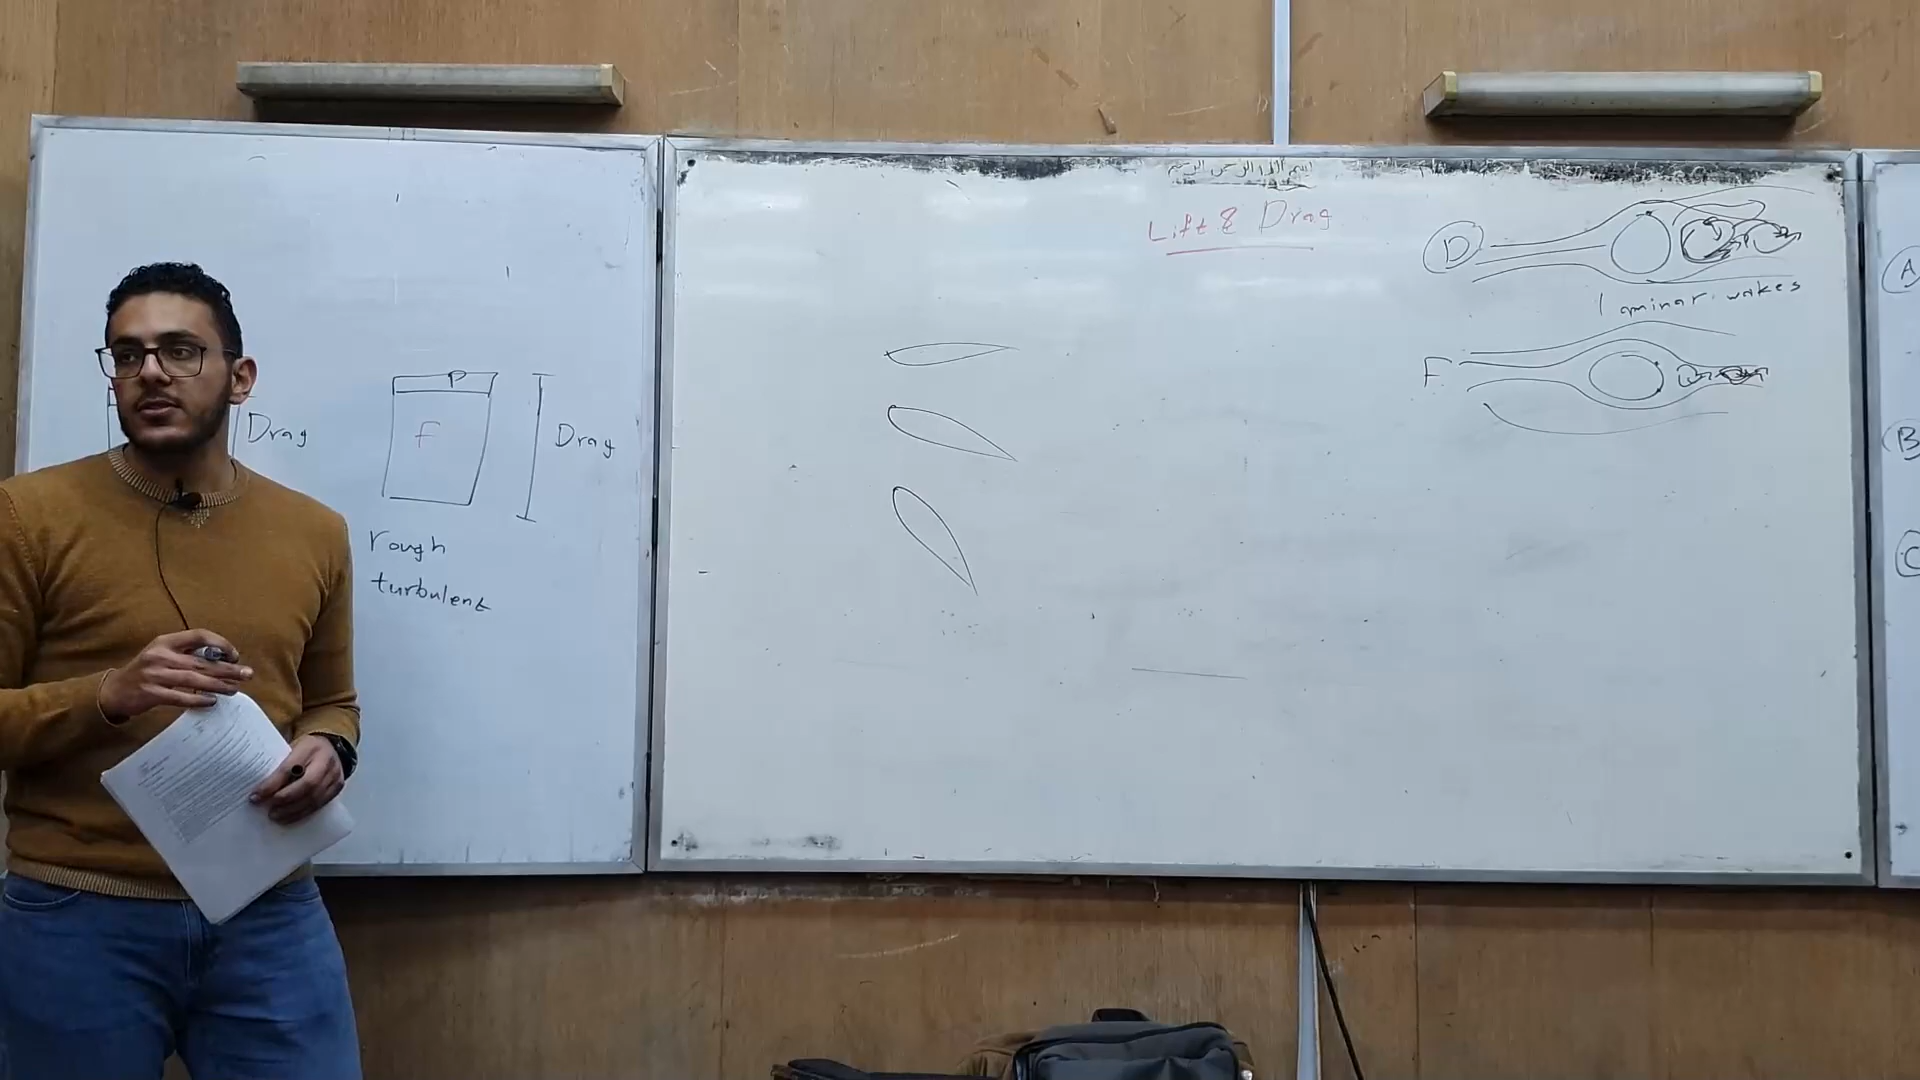 Drag
P
F
Drag
rough
turbulent
بسم الله الرحمن الرحيم
Lift & Drag
D
laminar wakes
F
A
B
C